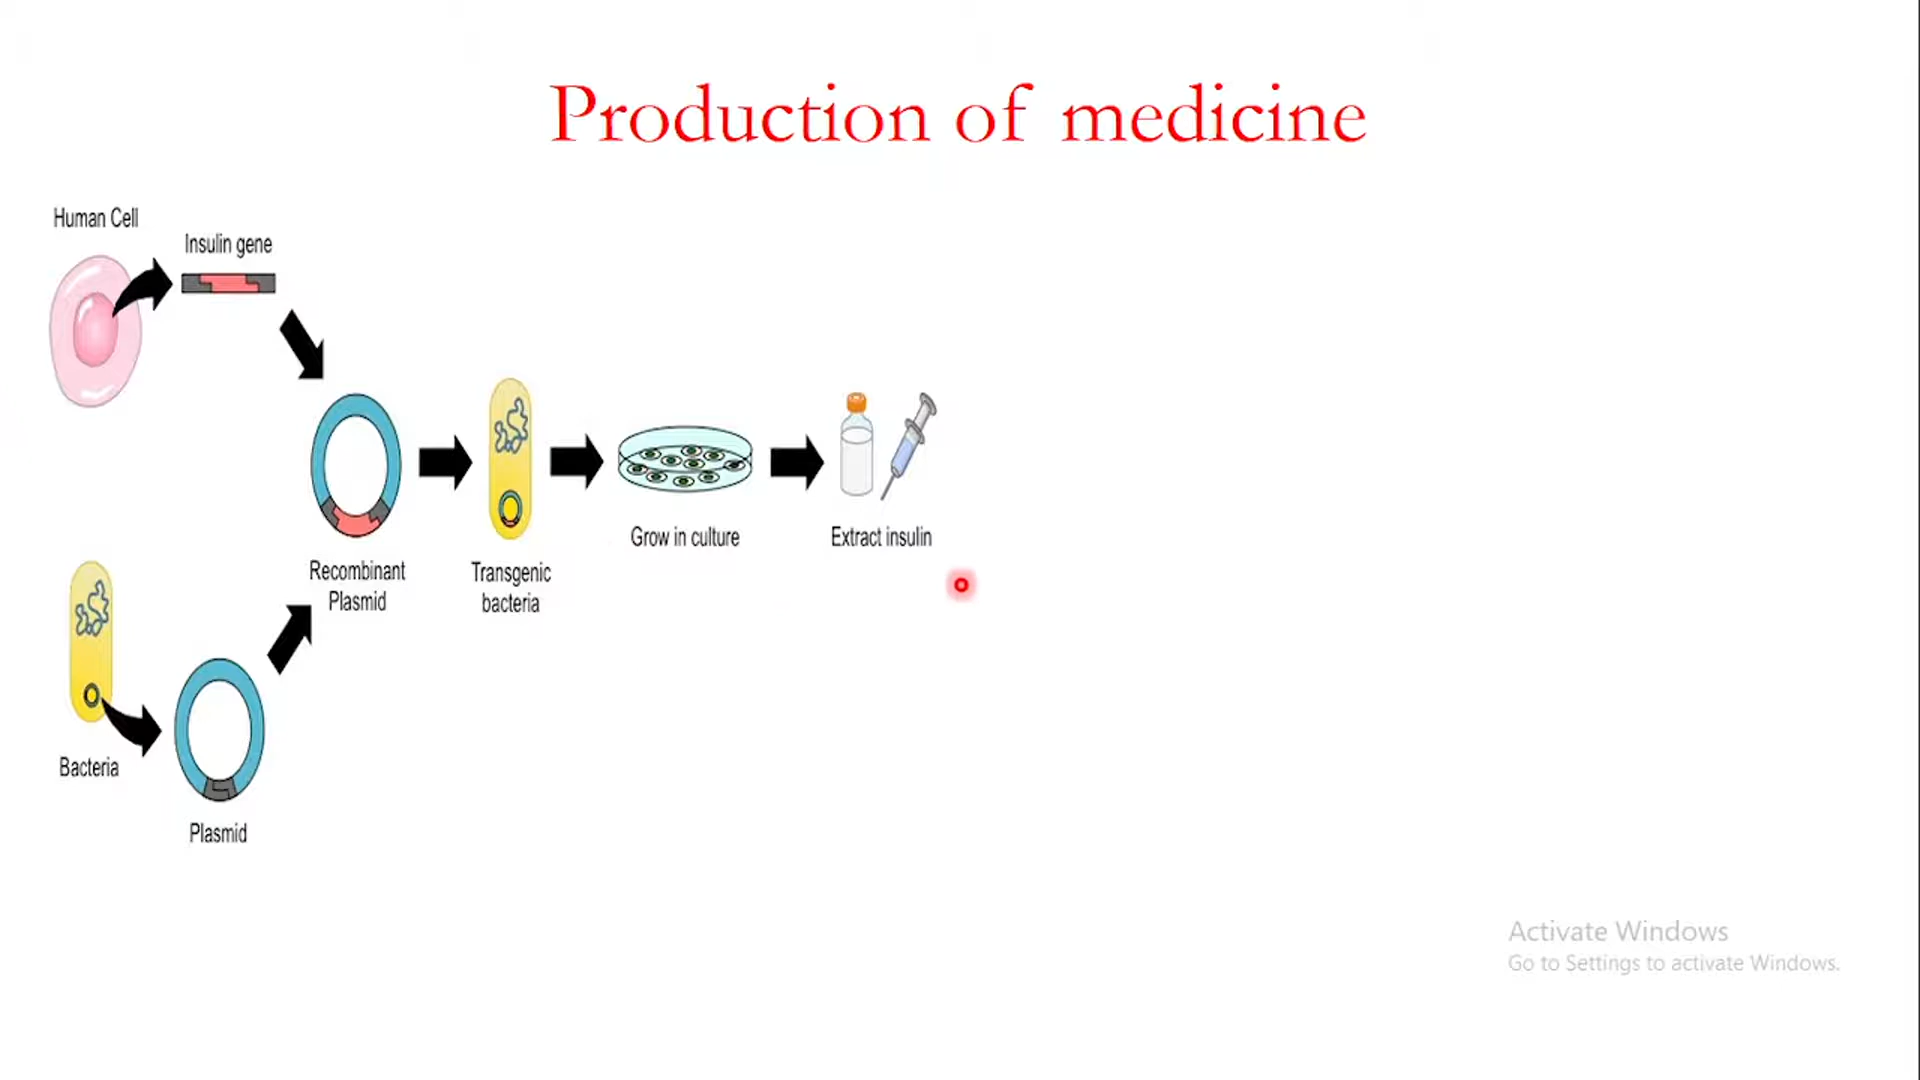 Production of medicine
Human Cell
Insulin gene
Recombinant
Plasmid
Transgenic
bacteria
Grow in culture
Extract insulin
Bacteria
Plasmid
Activate Windows
Go to Settings to activate Windows.